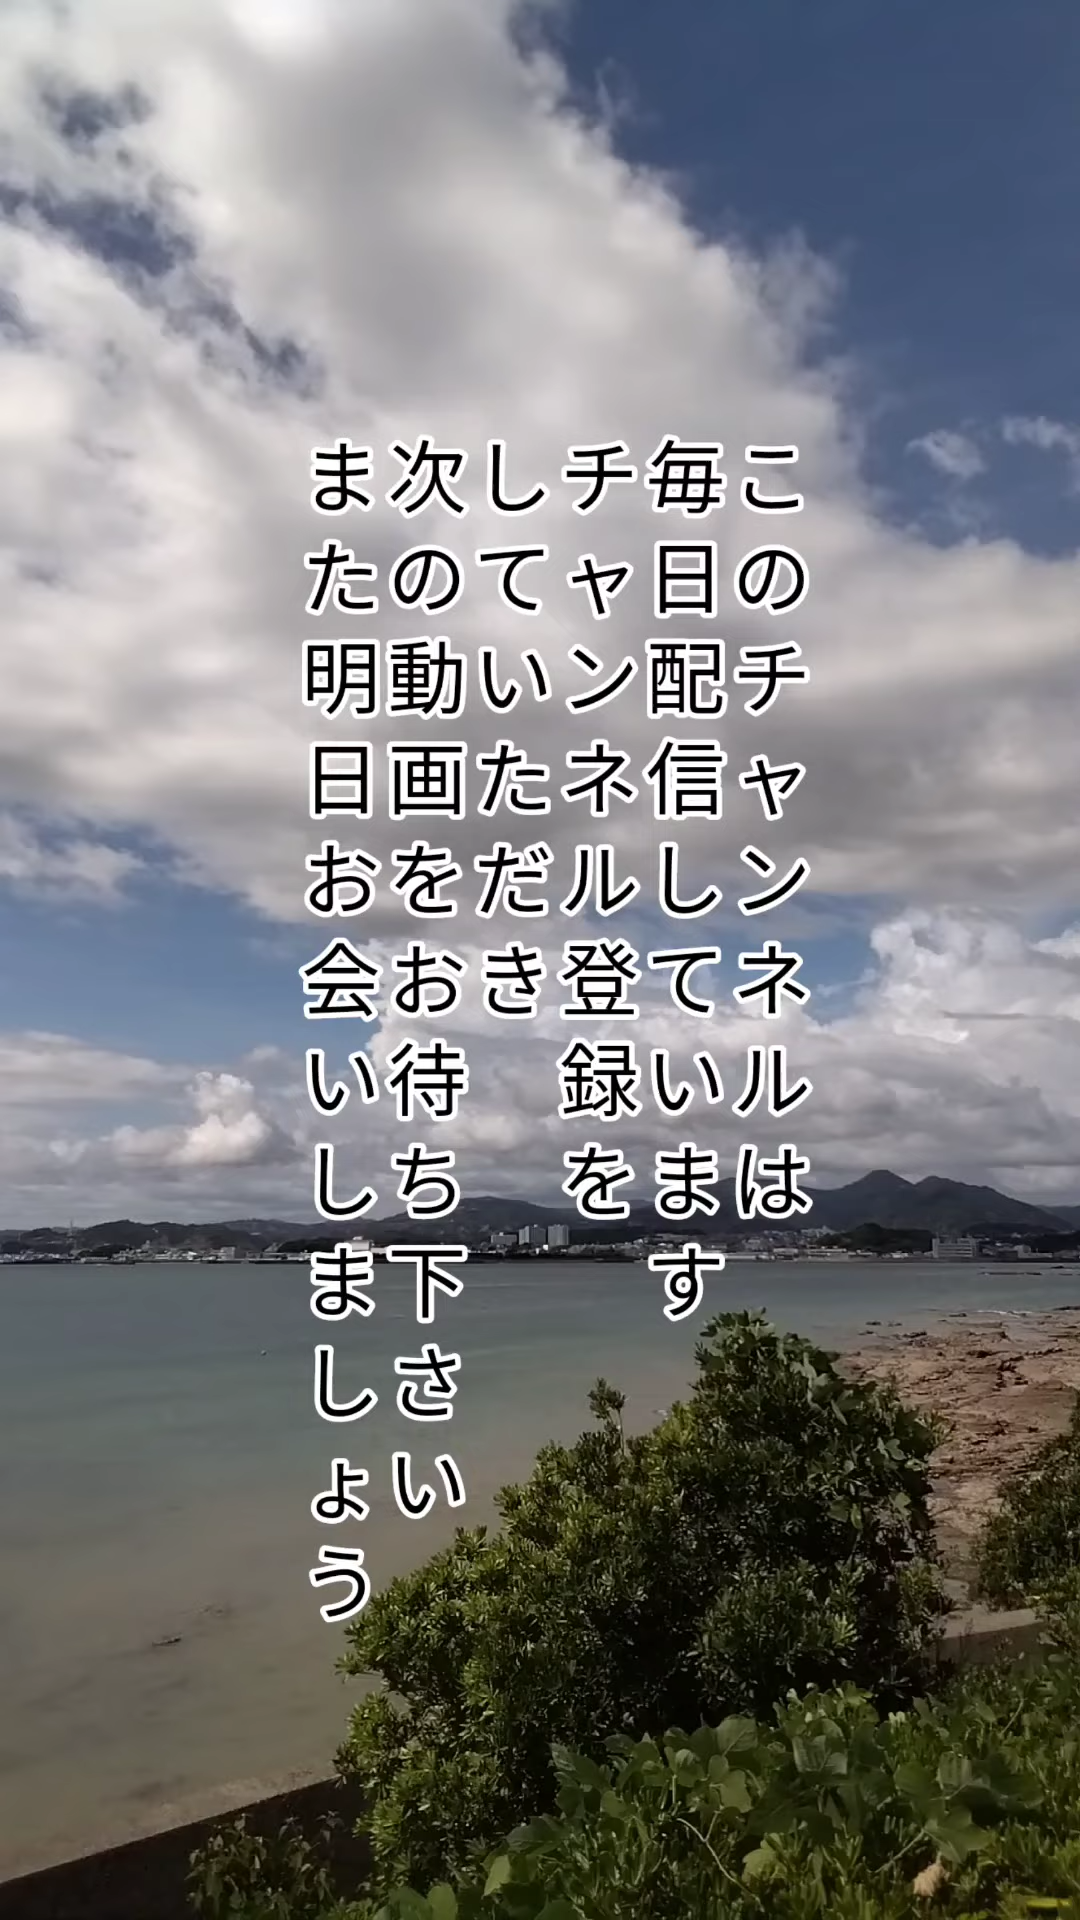 このチャンネルは
毎日配信しています
チャンネル登録を
していただき
次の動画をお待ち下さい
また明日お会いしましょう